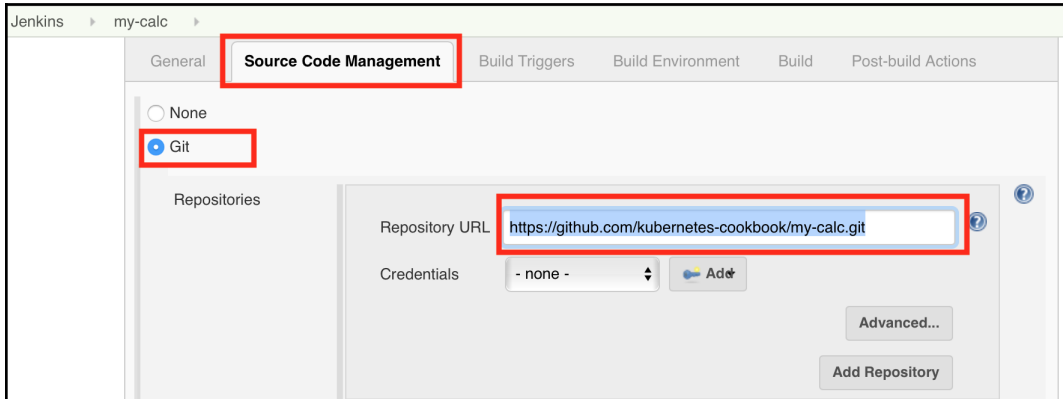 Jenkins my-calc
General Source Code Management Build Triggers Build Environment Build Post-build Actions
None
Git
Repositories
Repository URL https://github.com/kubernetes-cookbook/my-calc.git
Credentials - none - Add
Advanced...
Add Repository